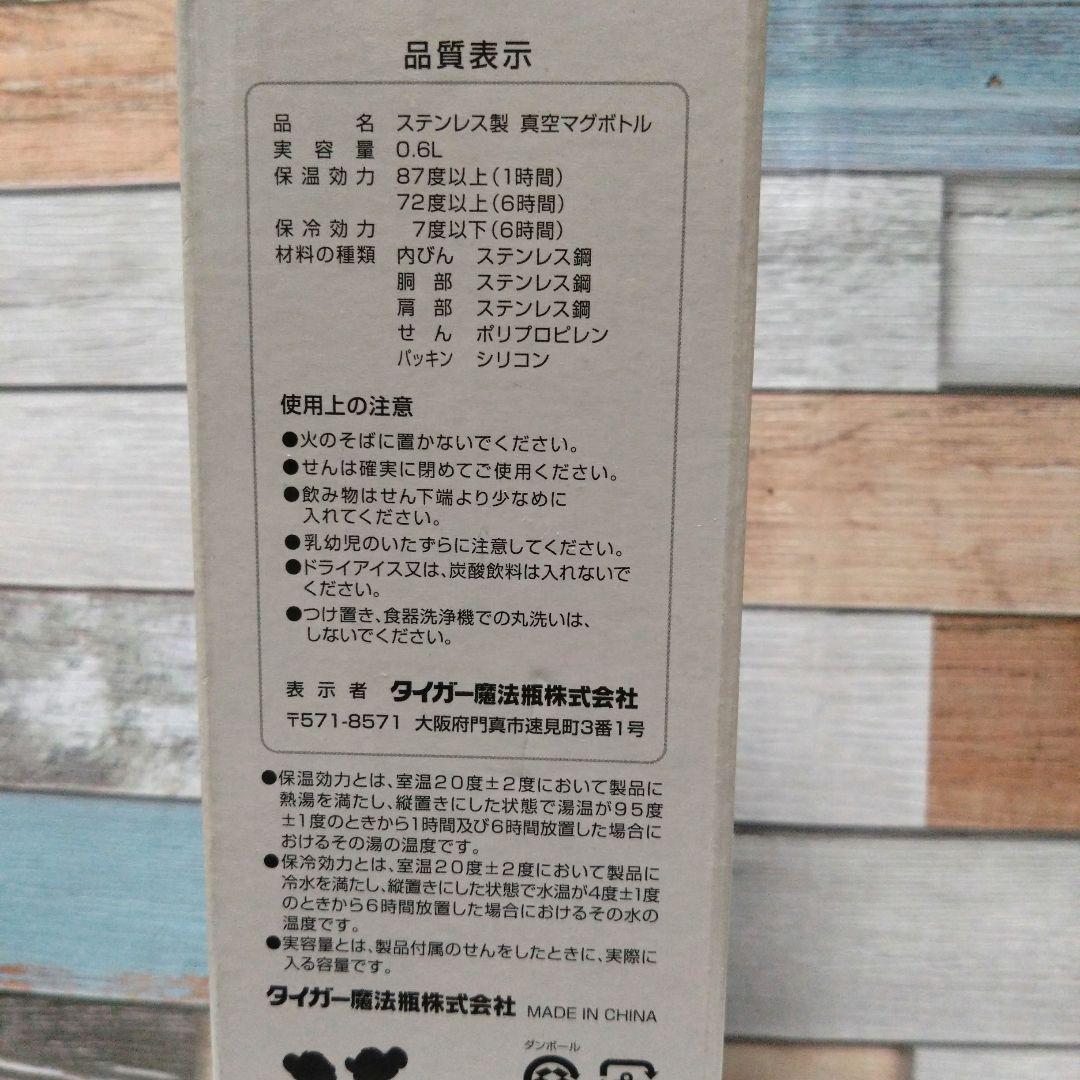 品質表示
品名 ステンレス製 真空マグボトル
実容量 0.6L
保温効力 87度以上(1時間)
72度以上(6時間)
保冷効力 7度以下(6時間)
材料の種類 内びん ステンレス鋼
胴部 ステンレス鋼
肩部 ステンレス鋼
せん ポリプロピレン
パッキン シリコン
使用上の注意
●火のそばに置かないでください。
●せんは確実に閉めてご使用ください。
●飲み物はせん下端より少なめに
入れてください。
●乳幼児のいたずらに注意してください。
●ドライアイス又は、炭酸飲料は入れないで
ください。
●つけ置き、食器洗浄機での丸洗いは、
しないでください。
表示者 タイガー魔法瓶株式会社
〒571-8571 大阪府門真市速見町3番1号
●保温効力とは、室温20度±2度において製品に
熱湯を満たし、縦置きにした状態で湯温が95度
±1度のときから1時間及び6時間放置した場合に
おけるその湯の温度です。
●保冷効力とは、室温20度±2度において製品に
冷水を満たし、縦置きにした状態で水温が4度±1度
のときから6時間放置した場合におけるその水の
温度です。
●実容量とは、製品付属のせんをしたときに、実際に
入る容量です。
タイガー魔法瓶株式会社 MADE IN CHINA
ダンボール